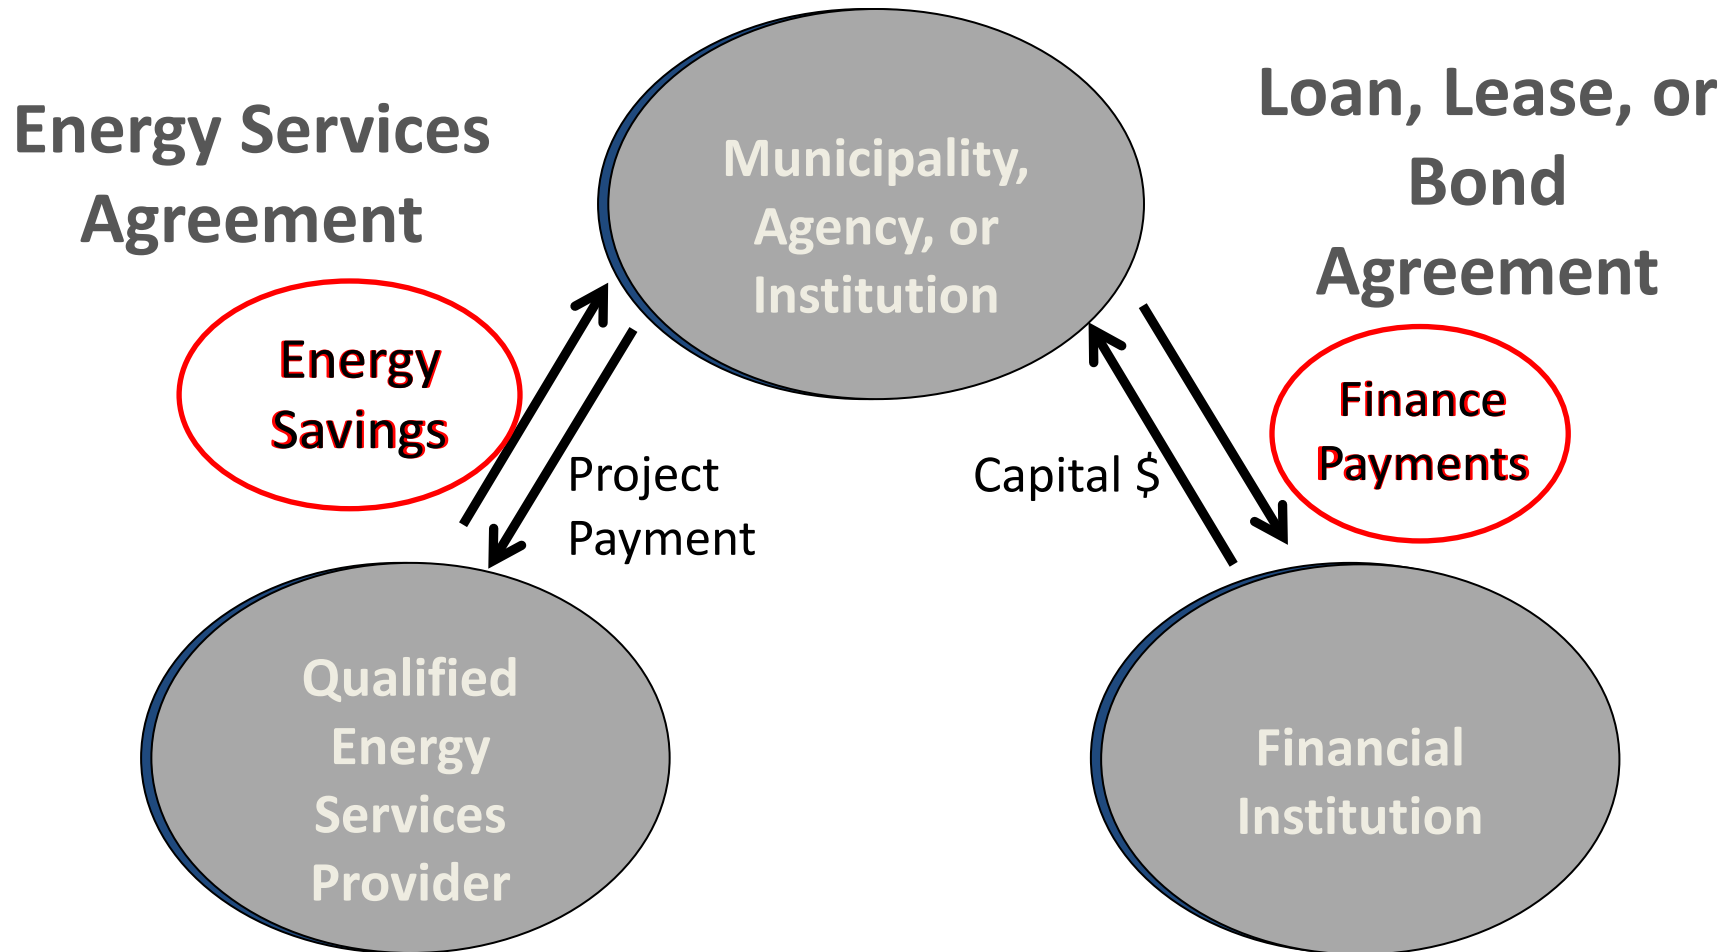 Energy Services
Agreement
Municipality,
Agency, or
Institution
Loan, Lease, or
Bond
Agreement
Energy
Savings
Project
Payment
Capital $
Finance
Payments
Qualified
Energy
Services
Provider
Financial
Institution